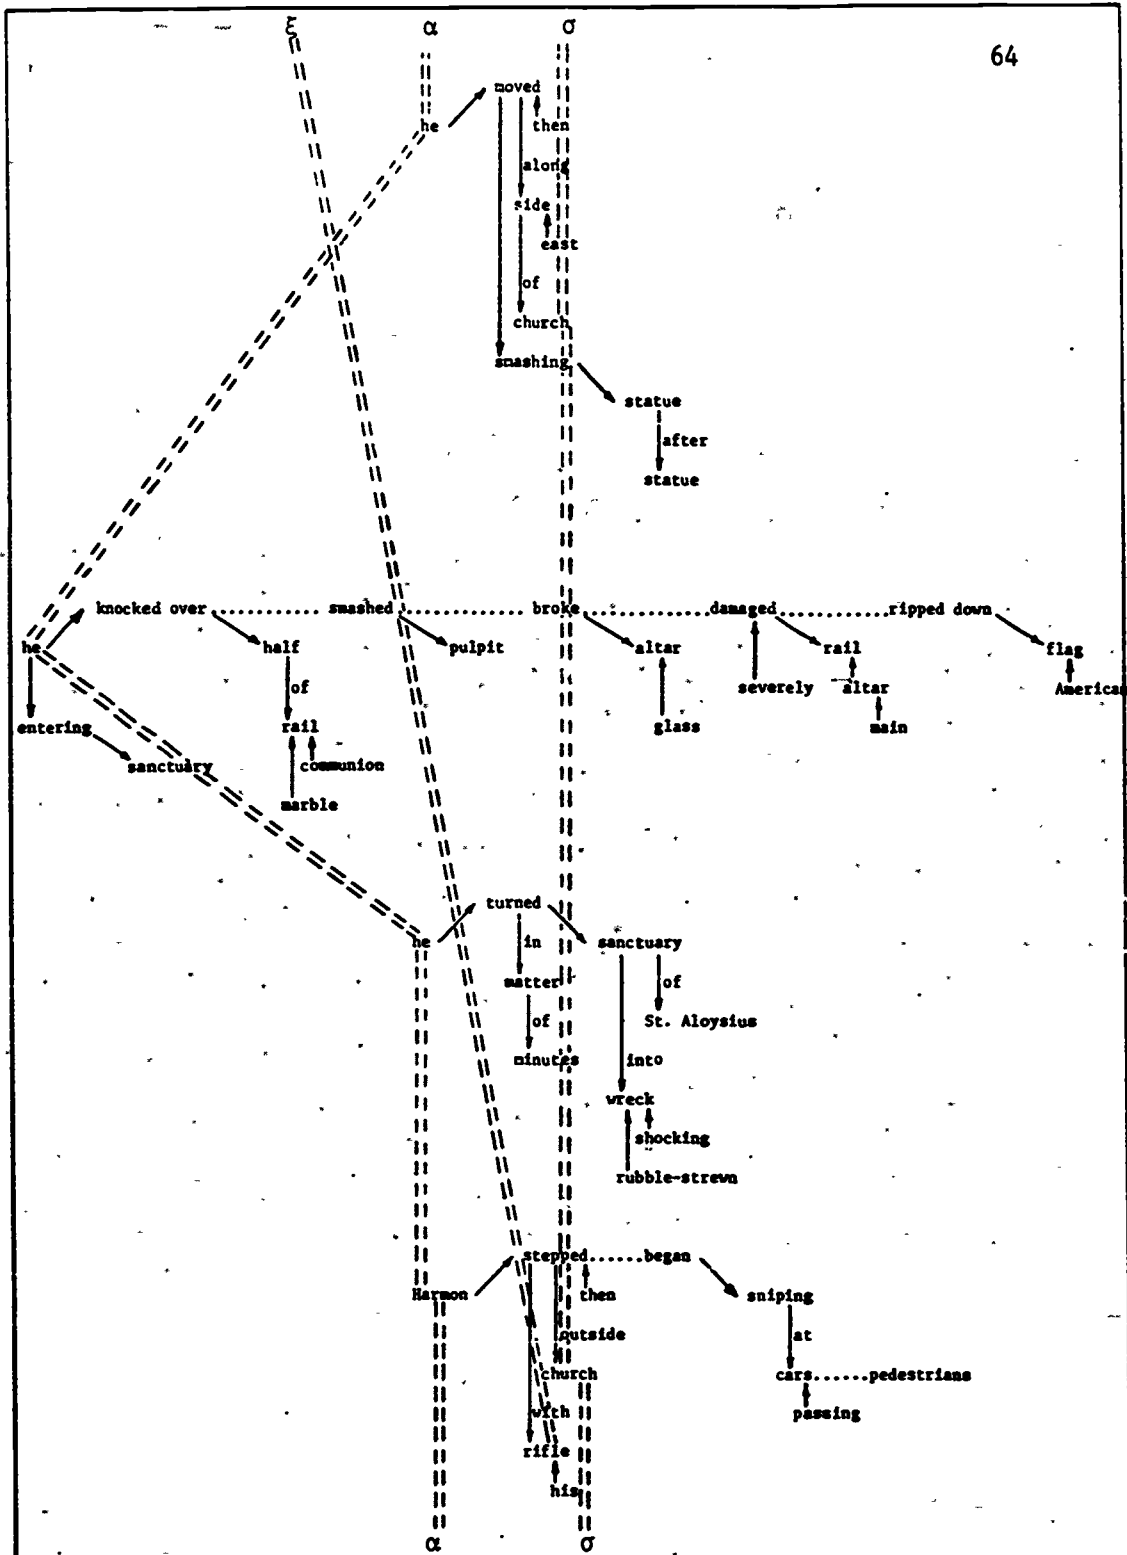 ξ α σ
64
moved
he
then
along
side
east
of
church
smashing
statue
after
statue
knocked over........smashed............broke............damaged............ripped down
he half pulpit altar rail flag
of
severely altar American
entering rail glass main
sanctuary communion
marble
turned
he in sanctuary
matter of
of St. Aloysius
minutes into
wreck
shocking
rubble-strewn
stepped......began
Harmon then sniping
outside at
church cars......pedestrians
with passing
rifle
his
α σ